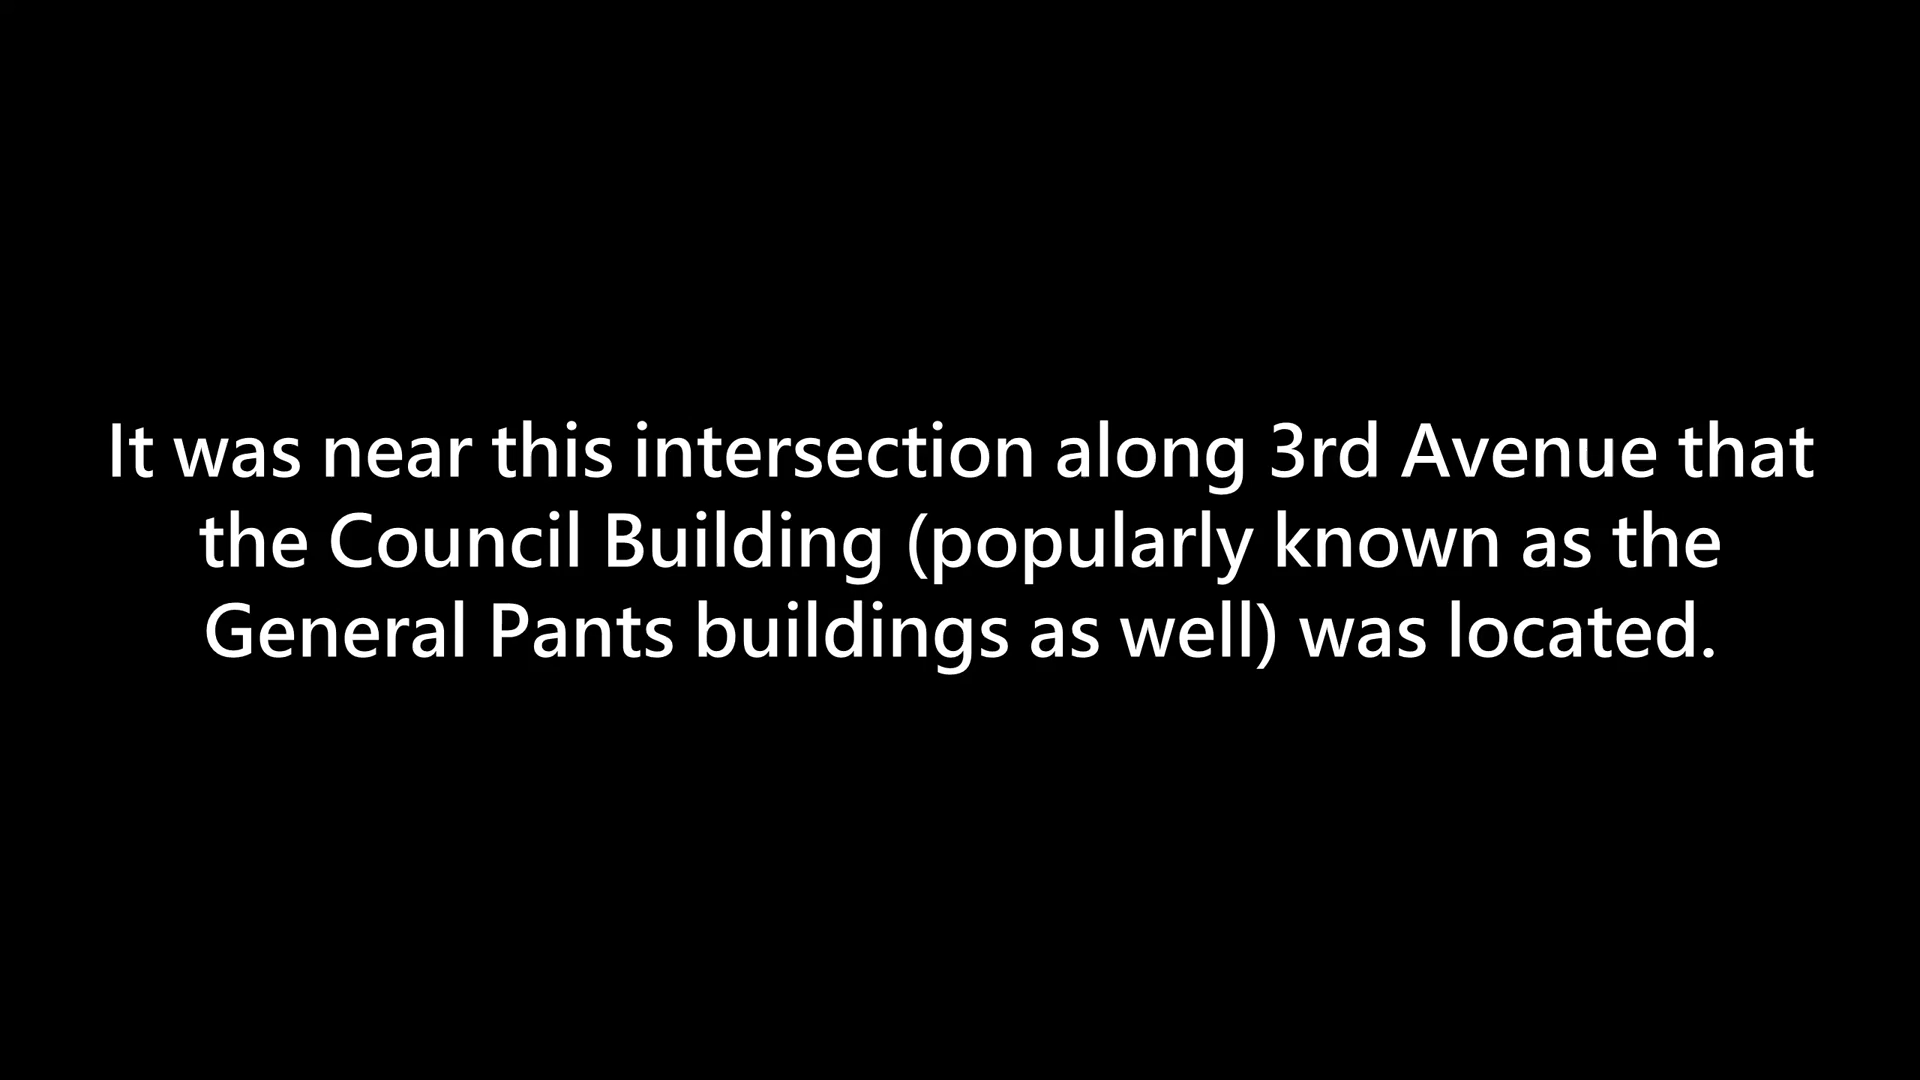 It was near this intersection along 3rd Avenue that
the Council Building (popularly known as the
General Pants buildings as well) was located.